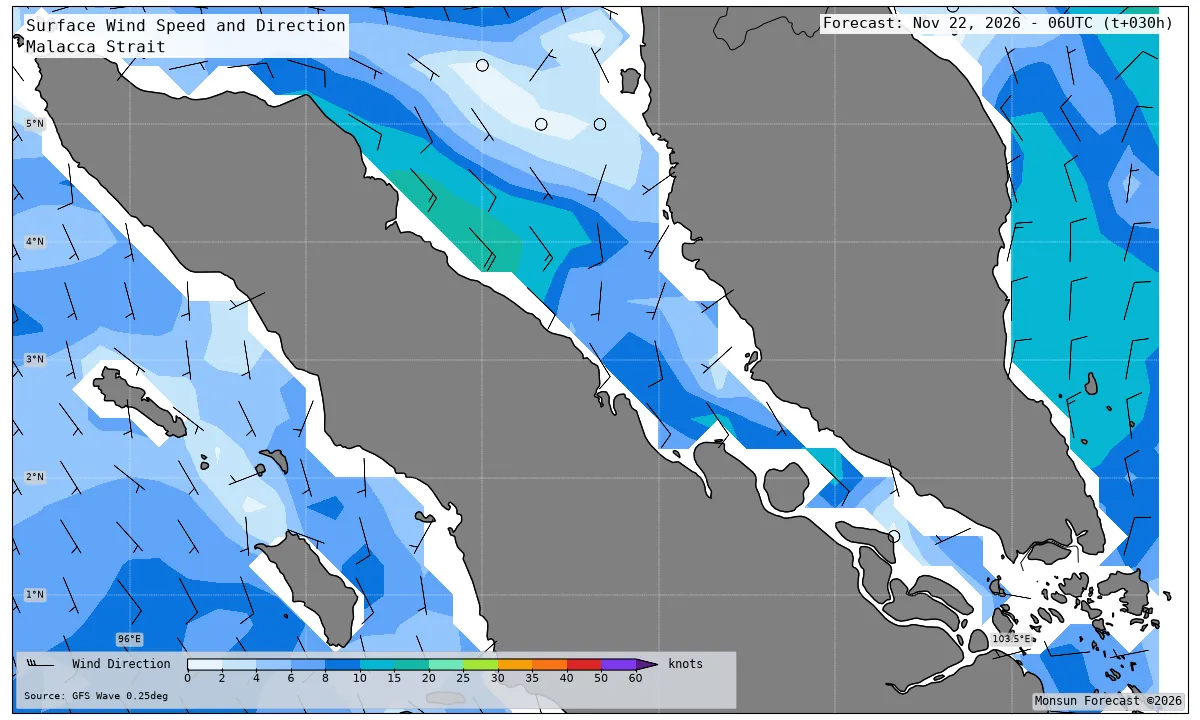 Surface Wind Speed and Direction
Malacca Strait
Forecast: Nov 22, 2026 - 06UTC (t+030h)
5°N
4°N
3°N
2°N
1°N
96°E
103.5°E
Wind Direction
0 2 4 6 8 10 15 20 25 30 35 40 50 60
knots
Source: GFS Wave 0.25deg
Monsun Forecast ©2026